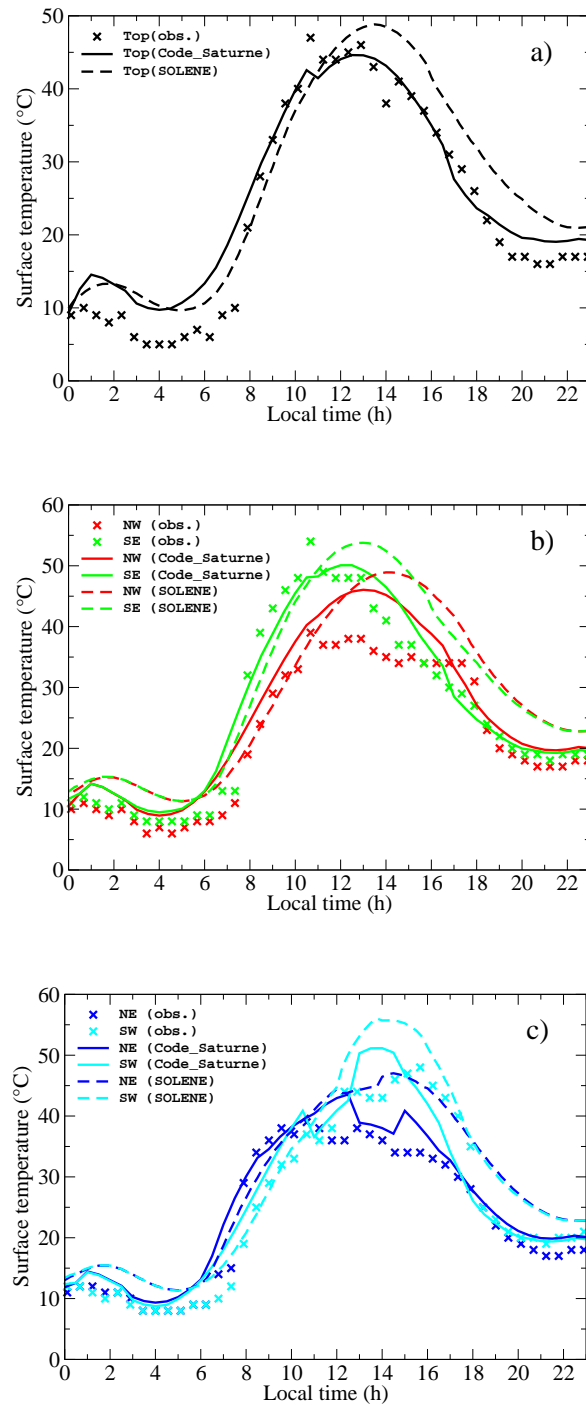 50
40
30
20
10
0
Surface temperature (°C)
Top(obs.)
Top(Code_Saturne)
Top(SOLENE)
a)
0 2 4 6 8 10 12 14 16 18 20 22
Local time (h)
60
50
40
30
20
10
0
Surface temperature (°C)
NW (obs.)
SE (obs.)
NW (Code_Saturne)
SE (Code_Saturne)
NW (SOLENE)
SE (SOLENE)
b)
0 2 4 6 8 10 12 14 16 18 20 22
Local time (h)
60
50
40
30
20
10
0
Surface temperature (°C)
NE (obs.)
SW (obs.)
NE (Code_Saturne)
SW (Code_Saturne)
NE (SOLENE)
SW (SOLENE)
c)
0 2 4 6 8 10 12 14 16 18 20 22
Local time (h)